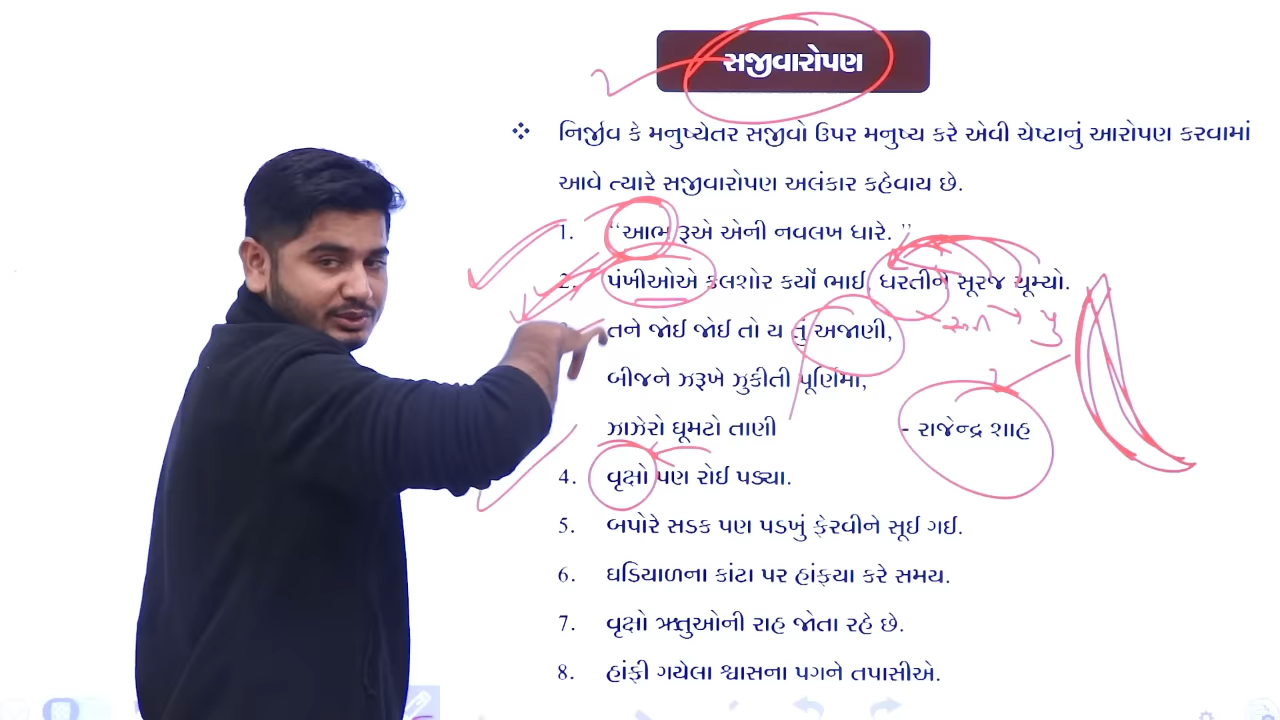 સજીવારોપણ
❖ નિર્જીવ કે મનુષ્યેતર સજીવો ઉપર મનુષ્ય કરે એવી ચેષ્ટાનું આરોપણ કરવામાં
આવે ત્યારે સજીવારોપણ અલંકાર કહેવાય છે.
1. "આભ રૂએ એની નવલખ ધારે."
2. પંખીઓએ કલશોર કર્યો ભાઈ, ધરતીને સૂરજ ચૂમ્યો.
તને જોઈ જોઈ તો ય તું અજાણી,
બીજને ઝરૂખે ઝુકીતી પૂર્ણિમા,
ઝાઝેરો ઘૂમટો તાણી - રાજેન્દ્ર શાહ
4. વૃક્ષો પણ રોઈ પડ્યા.
5. બપોરે સડક પણ પડખું ફેરવીને સૂઈ ગઈ.
6. ઘડિયાળના કાંટા પર હાંફ્યા કરે સમય.
7. વૃક્ષો ઋતુઓની રાહ જોતા રહે છે.
8. હાંફી ગયેલા શ્વાસના પગને તપાસીએ.